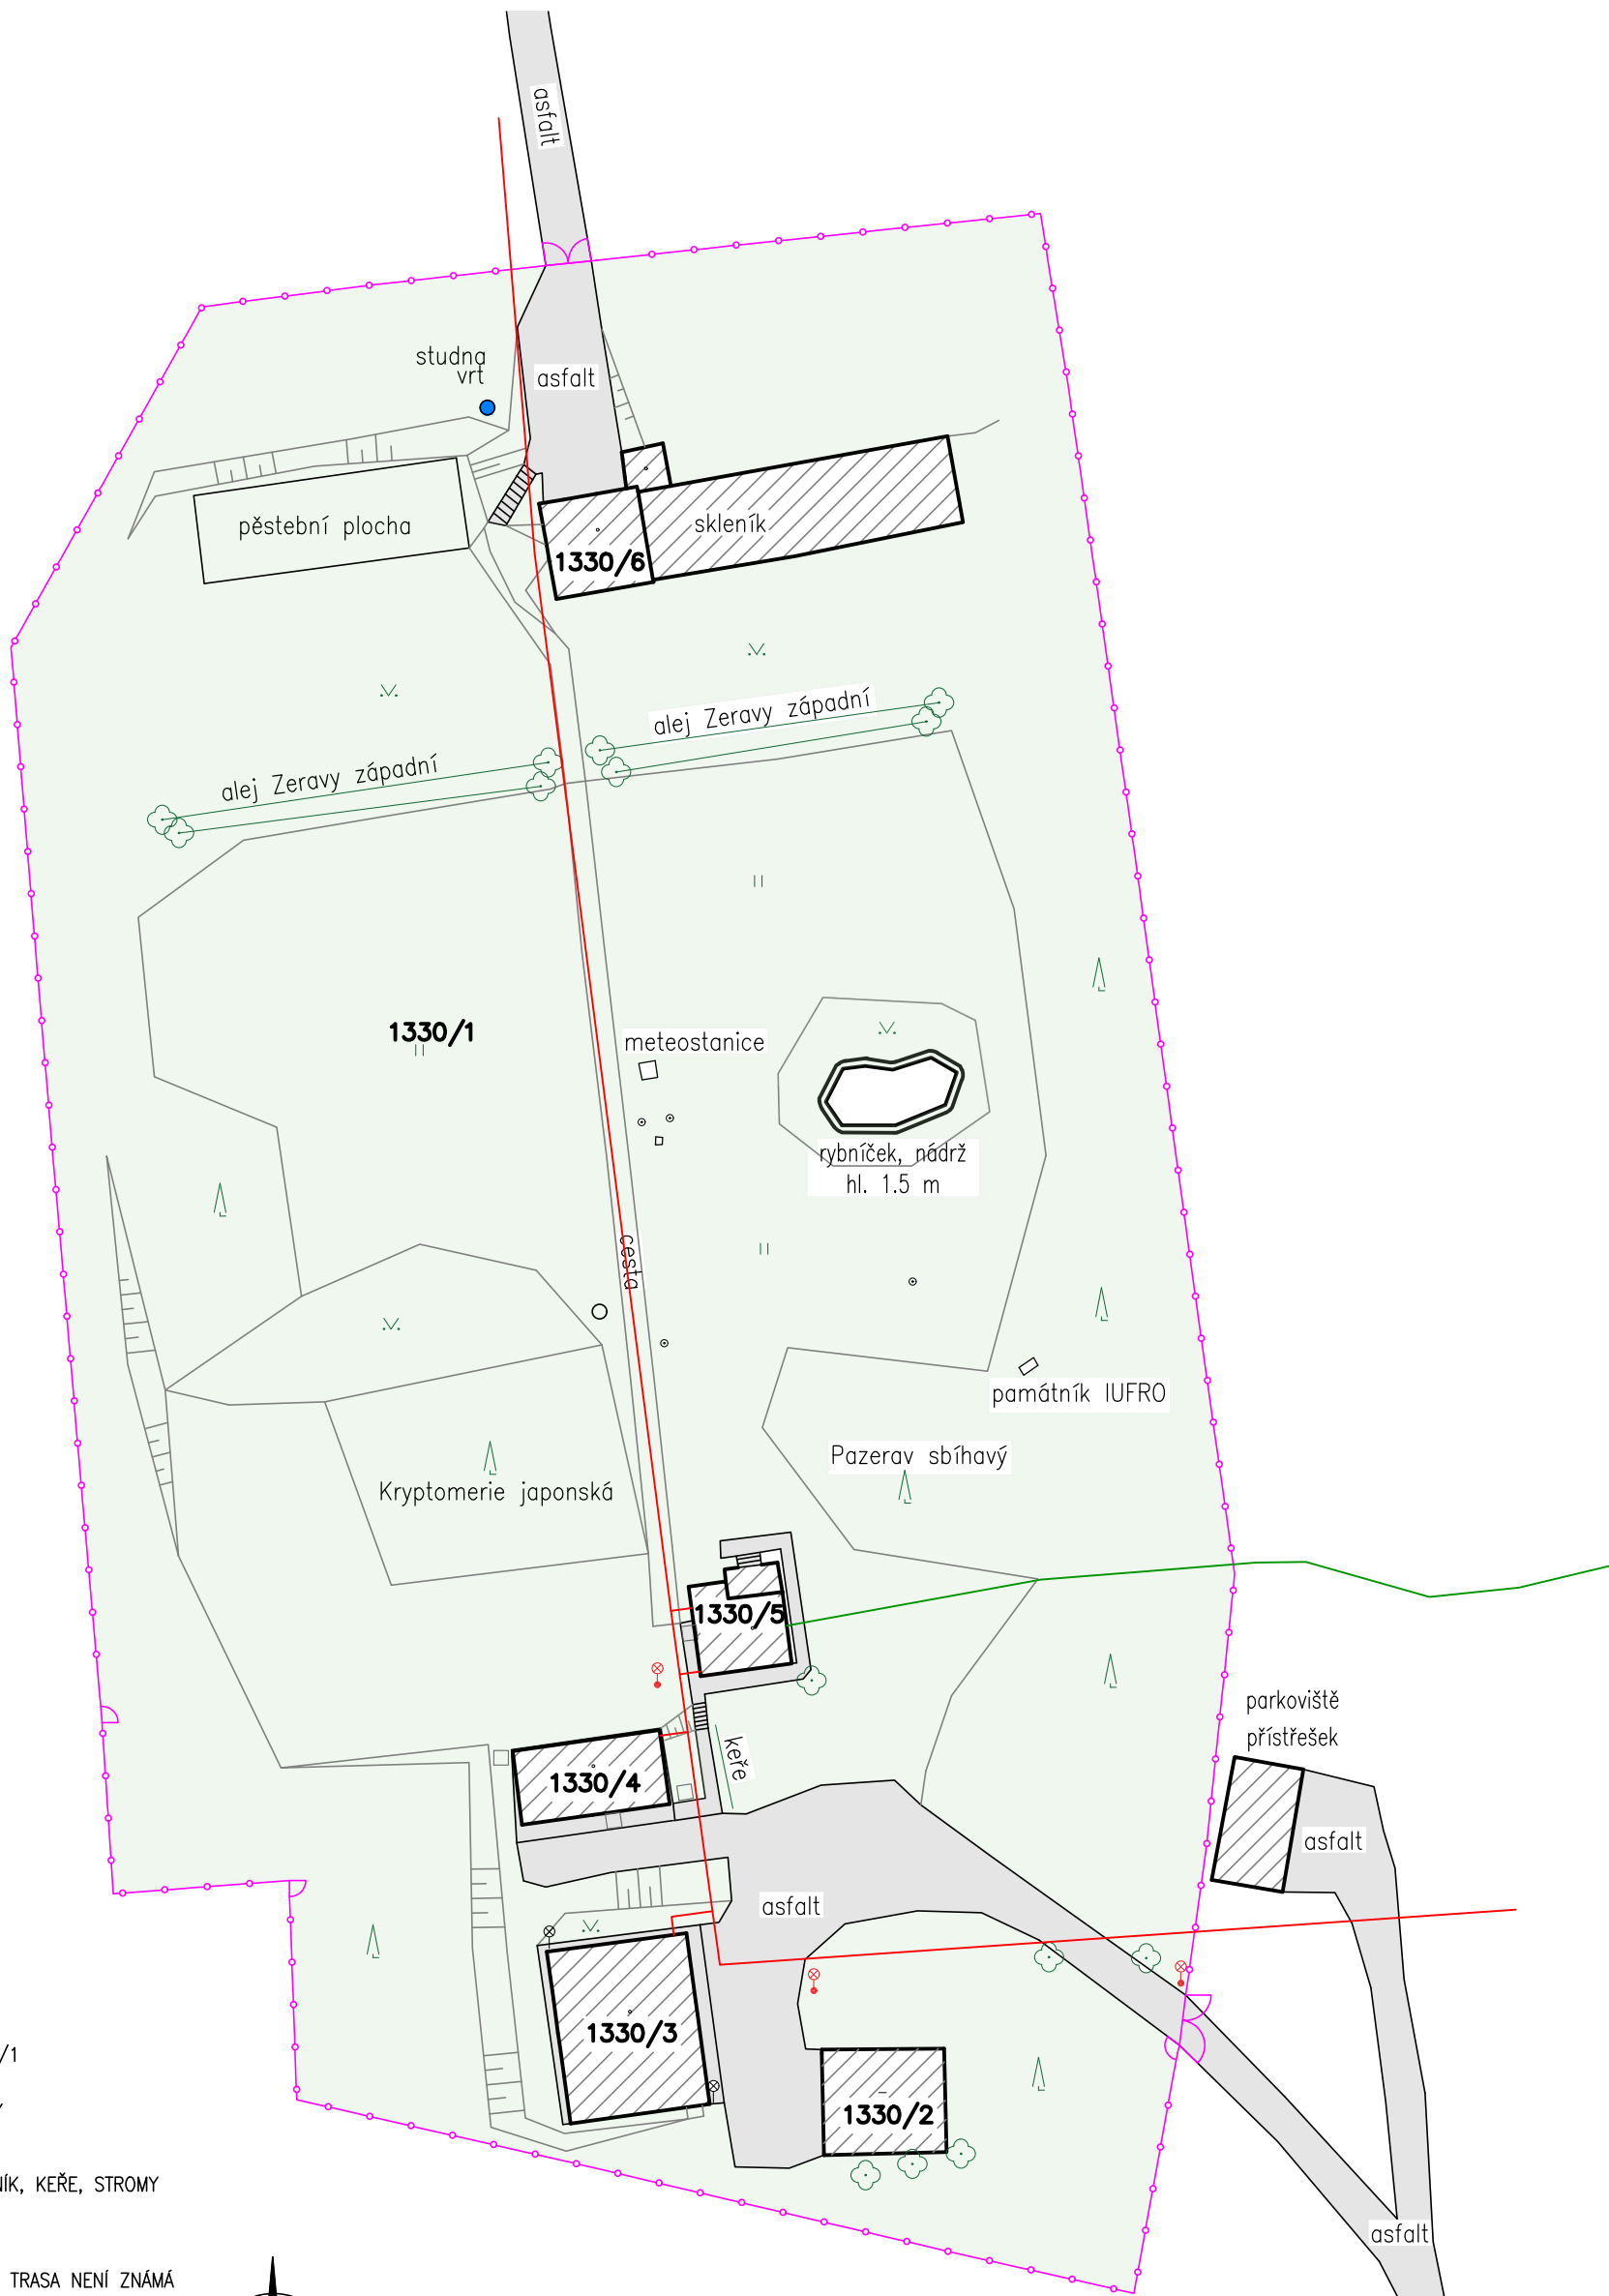 asfalt
studna
vrt
asfalt
pěstební plocha
skleník
1330/6
alej Zeravy západní
alej Zeravy západní
1330/1
meteostanice
rybníček, nádrž
hl. 1.5 m
cesta
památník IUFRO
Pazerav sbíhavý
Kryptomerie japonská
1330/5
parkoviště
přístřešek
keře
1330/4
asfalt
asfalt
1330/3
/1
1330/2
KEŘE, STROMY
asfalt
TRASA NENÍ ZNÁMÁ